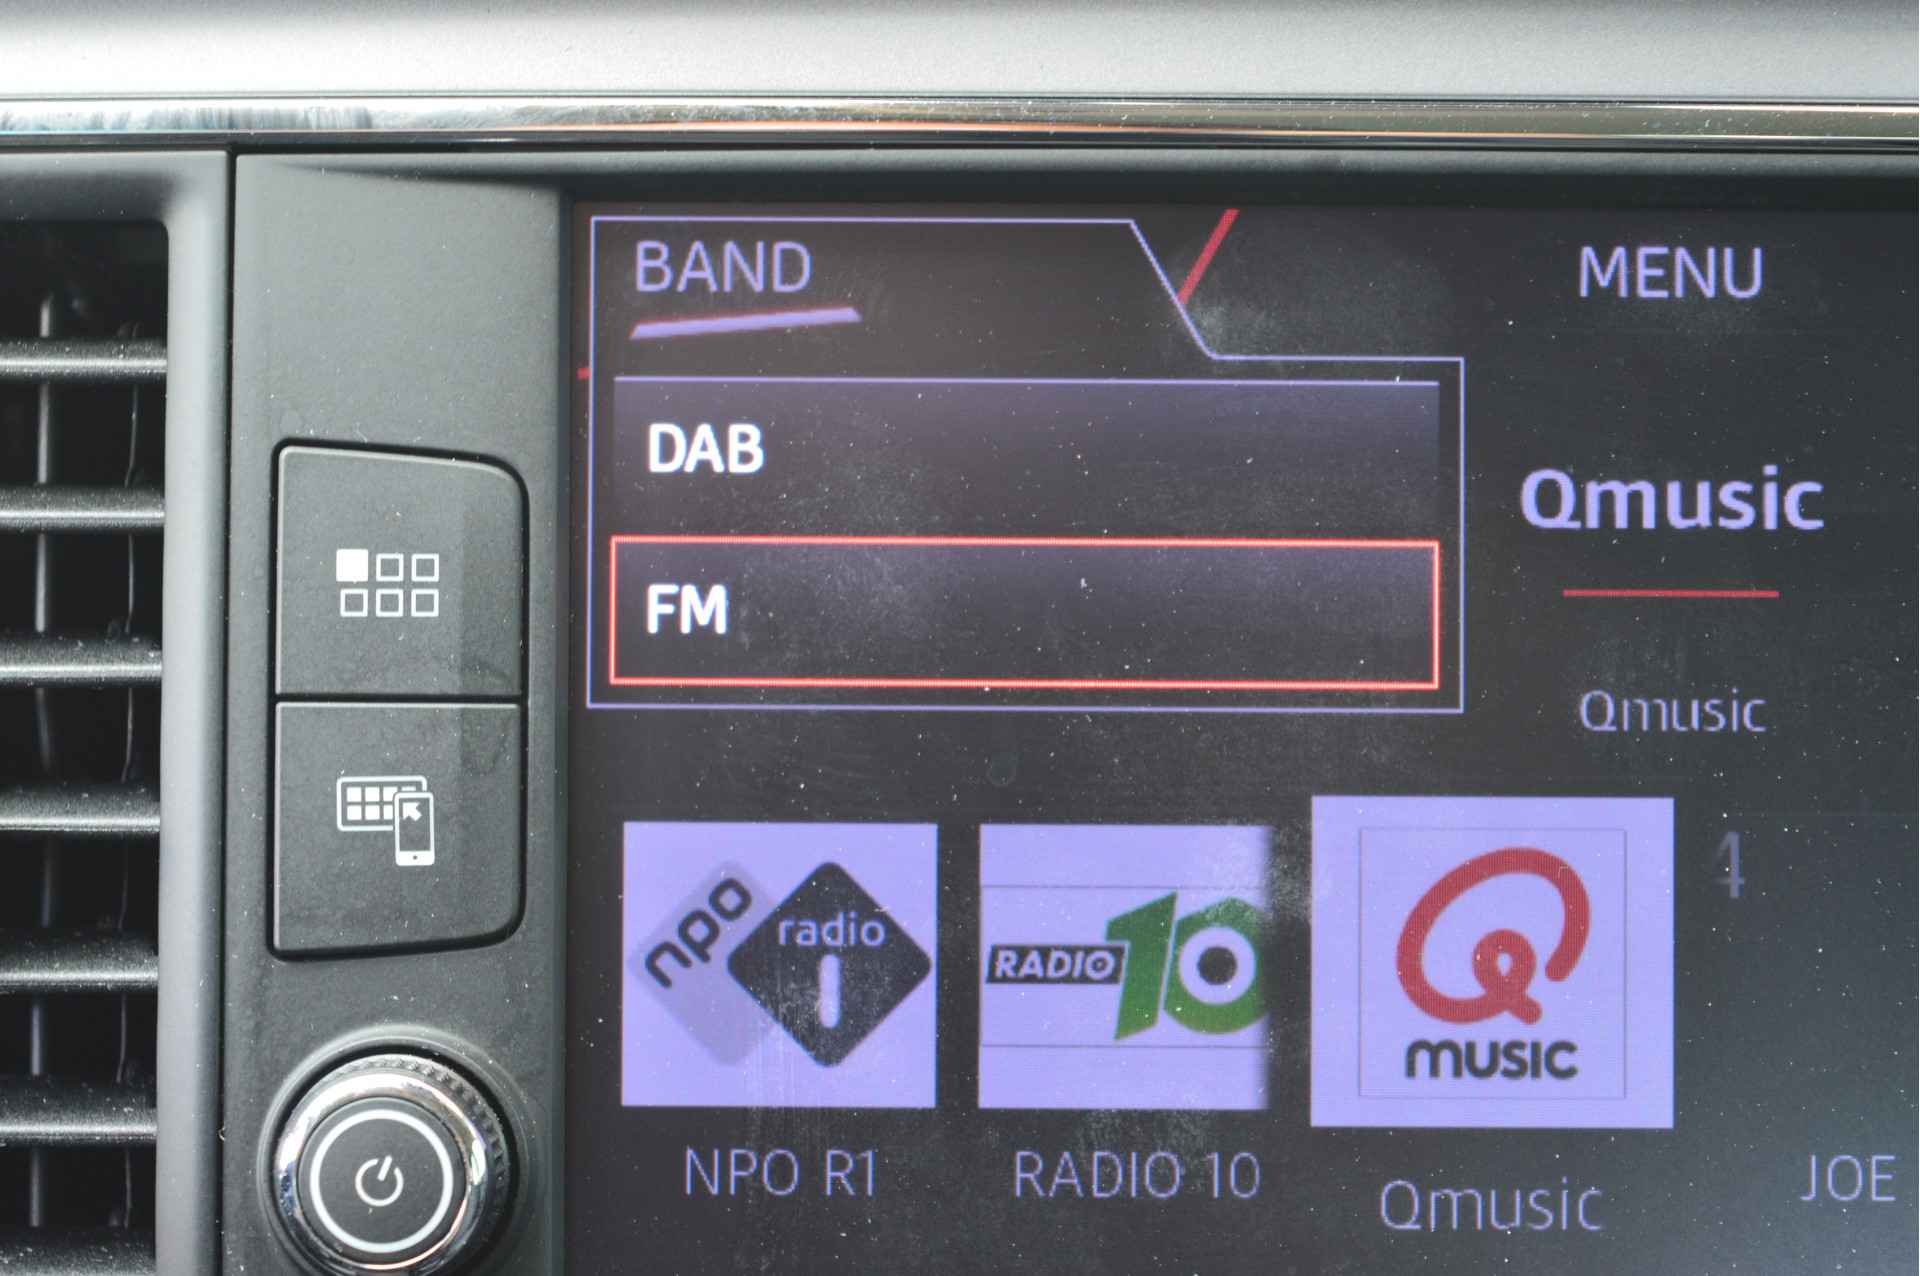 BAND
MENU
DAB
FM
Qmusic
Qmusic
npo
radio
1
RADIO 10
MUSIC
4
NPO R1
RADIO 10
Qmusic
JOE